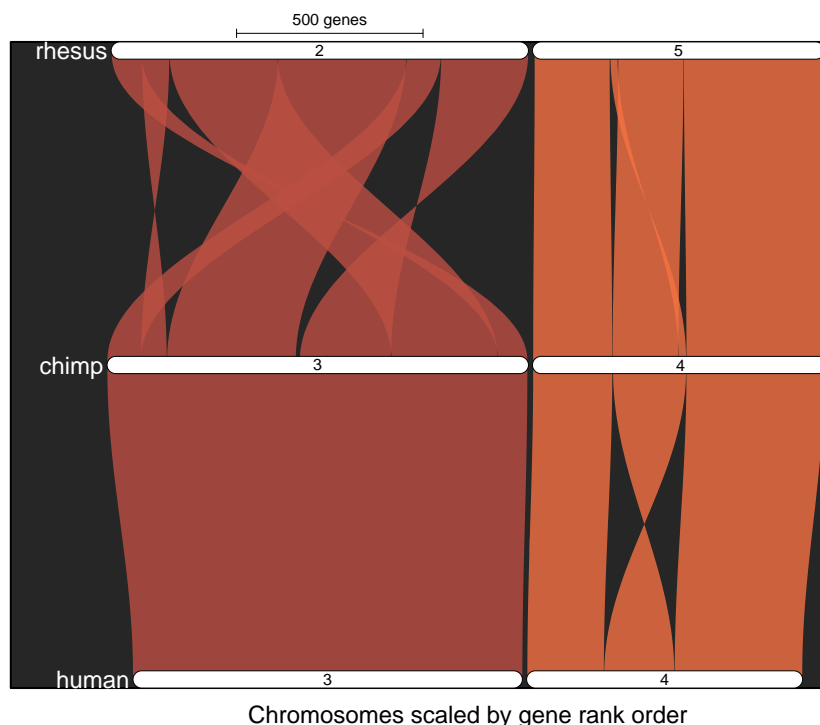 500 genes
rhesus 2 5
chimp 3 4
human 3 4
Chromosomes scaled by gene rank order